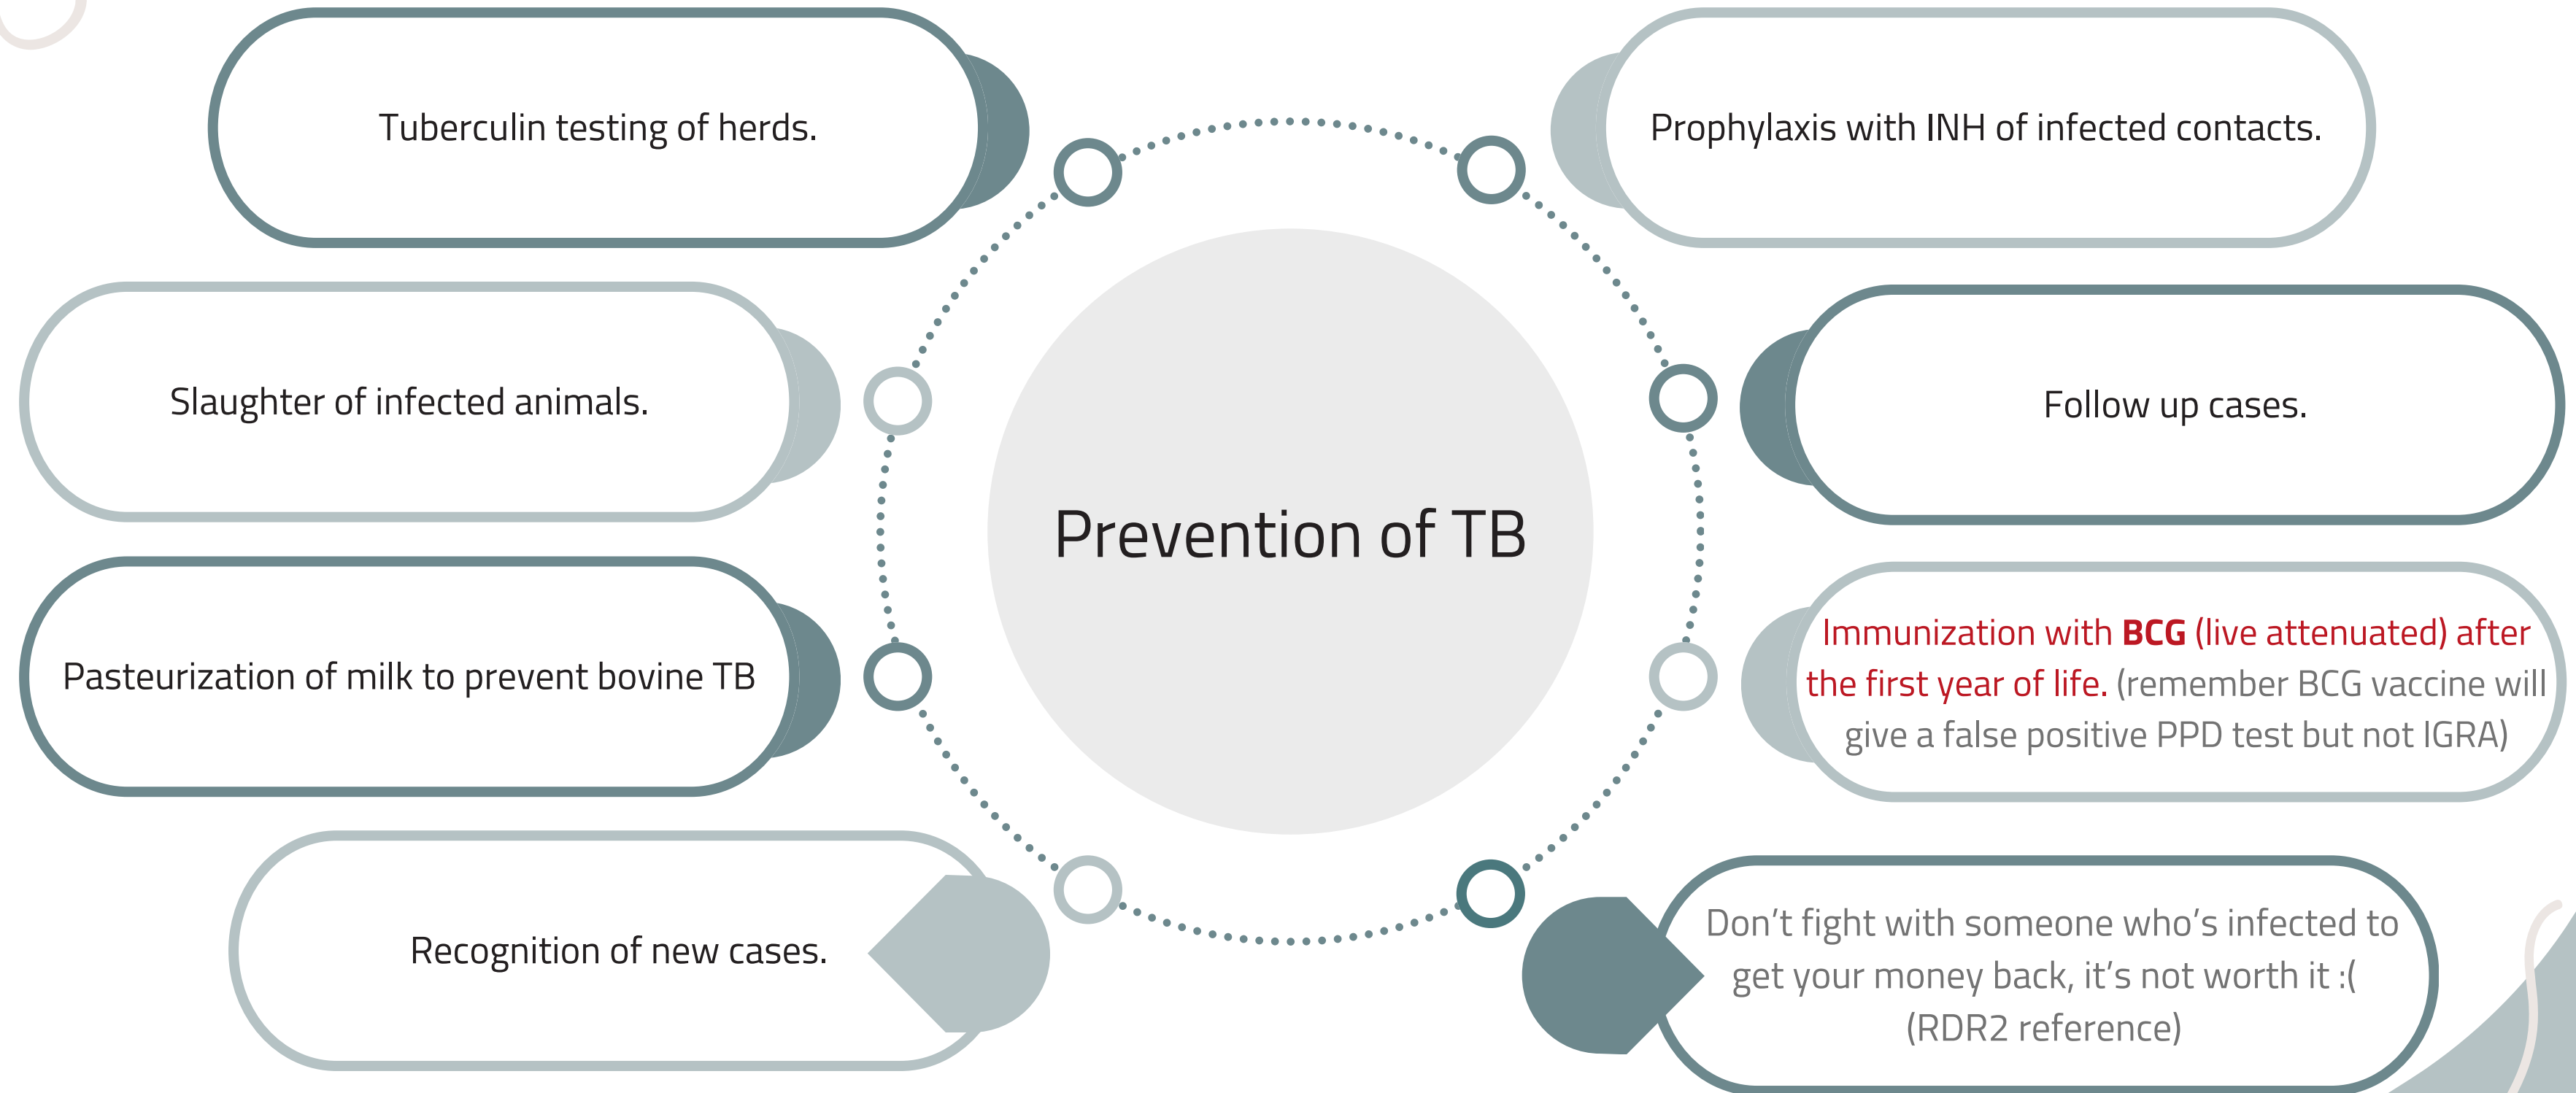 Prevention of TB
Tuberculin testing of herds.
Slaughter of infected animals.
Pasteurization of milk to prevent bovine TB
Recognition of new cases.
Prophylaxis with INH of infected contacts.
Follow up cases.
Immunization with BCG (live attenuated) after
the first year of life. (remember BCG vaccine will
give a false positive PPD test but not IGRA)
Don’t fight with someone who’s infected to
get your money back, it’s not worth it :(
(RDR2 reference)